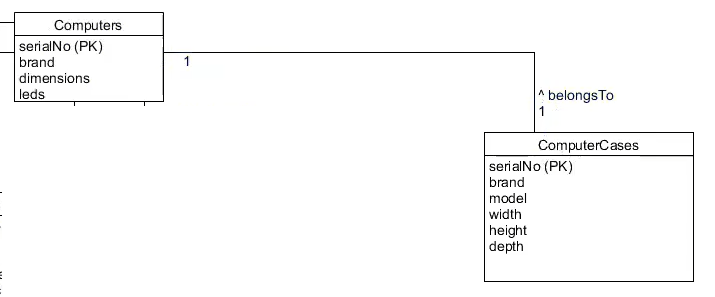 Computers
serialNo (PK)
brand
dimensions
leds
1
^ belongsTo
1
ComputerCases
serialNo (PK)
brand
model
width
height
depth